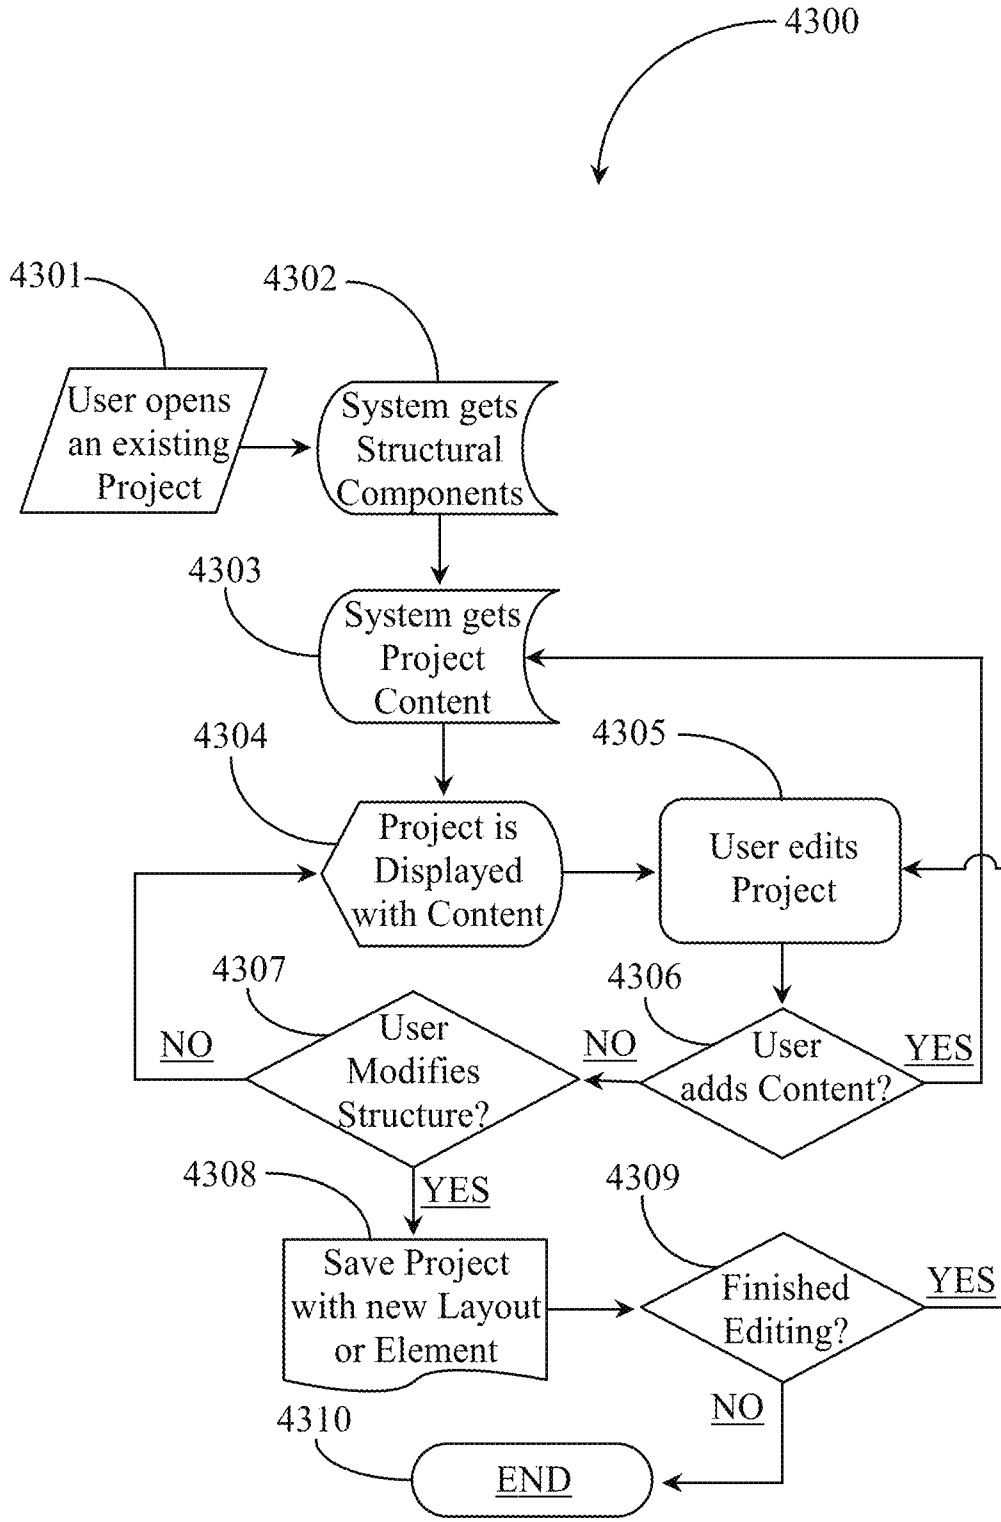 4300
4301
4302
User opens
an existing
Project
System gets
Structural
Components
4303
System gets
Project
Content
4304
4305
Project is
Displayed
with Content
User edits
Project
4307
4306
NO
User
Modifies
Structure?
NO
User
adds Content?
YES
4308
YES
4309
Save Project
with new Layout
or Element
Finished
Editing?
YES
NO
4310
END